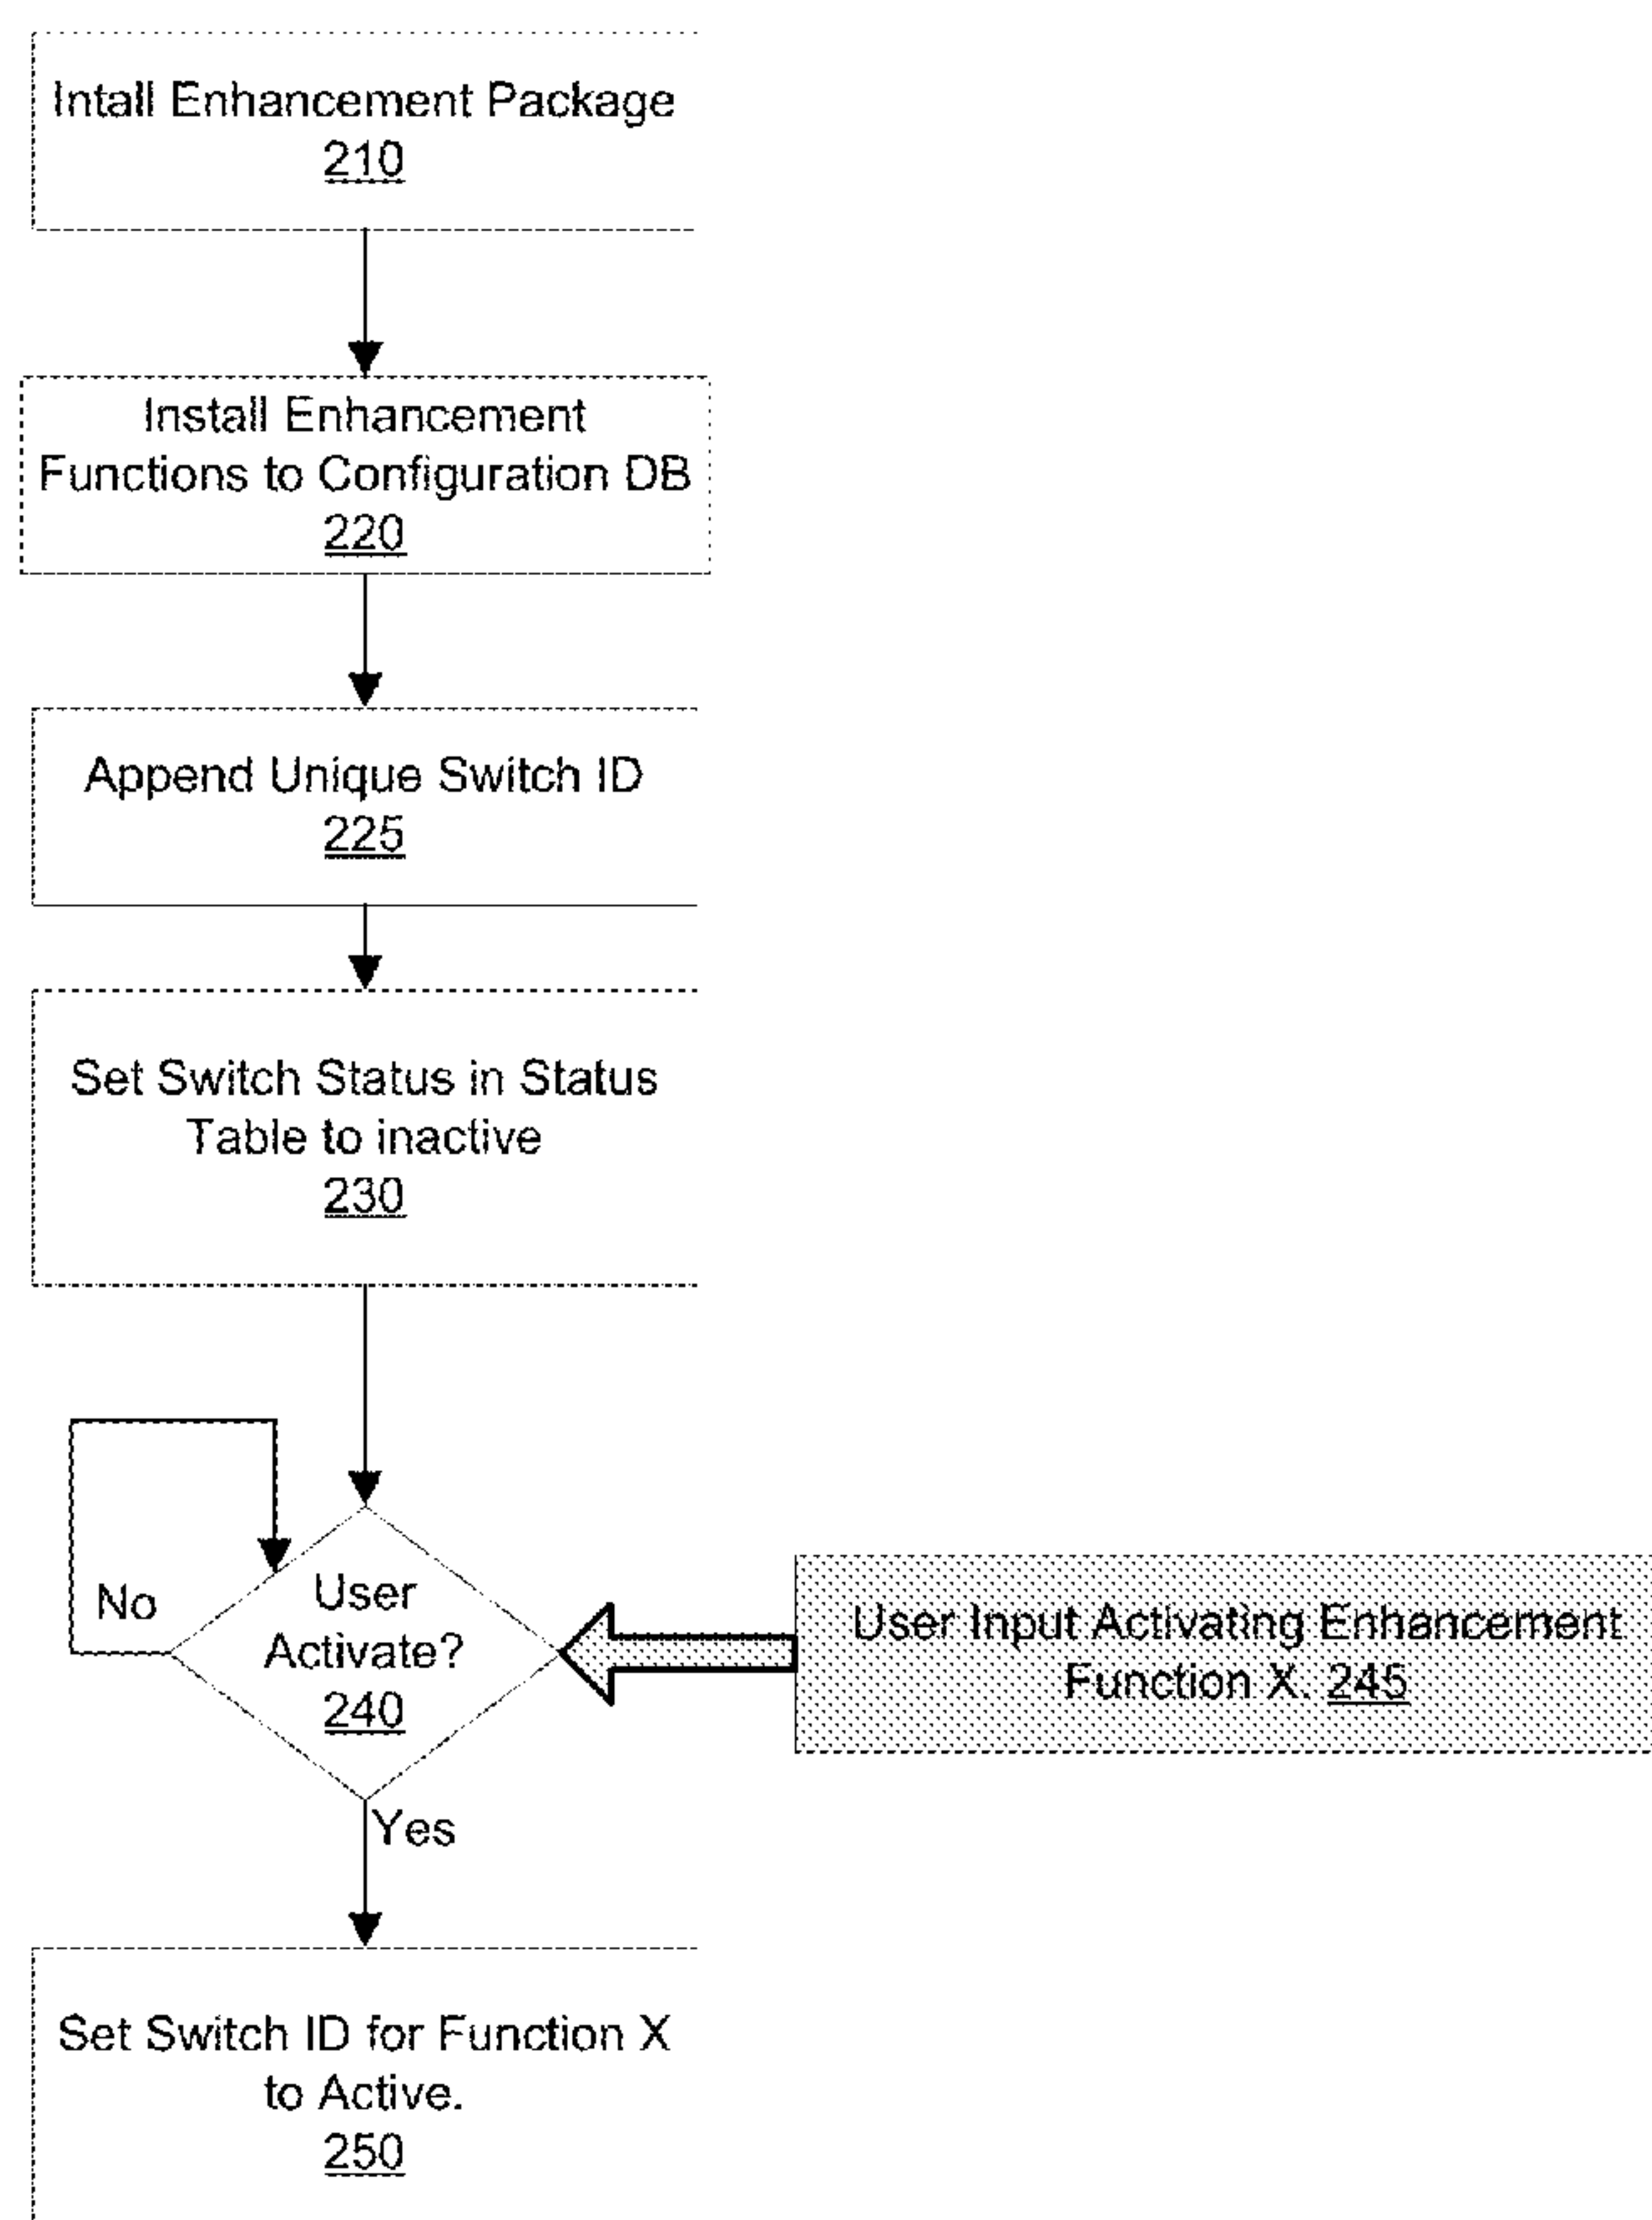 Intall Enhancement Package
210
Install Enhancement
Functions to Configuration DB
220
Append Unique Switch ID
225
Set Switch Status in Status
Table to inactive
230
No
User
Activate?
240
User Input Activating Enhancement
Function X. 245
Yes
Set Switch ID for Function X
to Active.
250